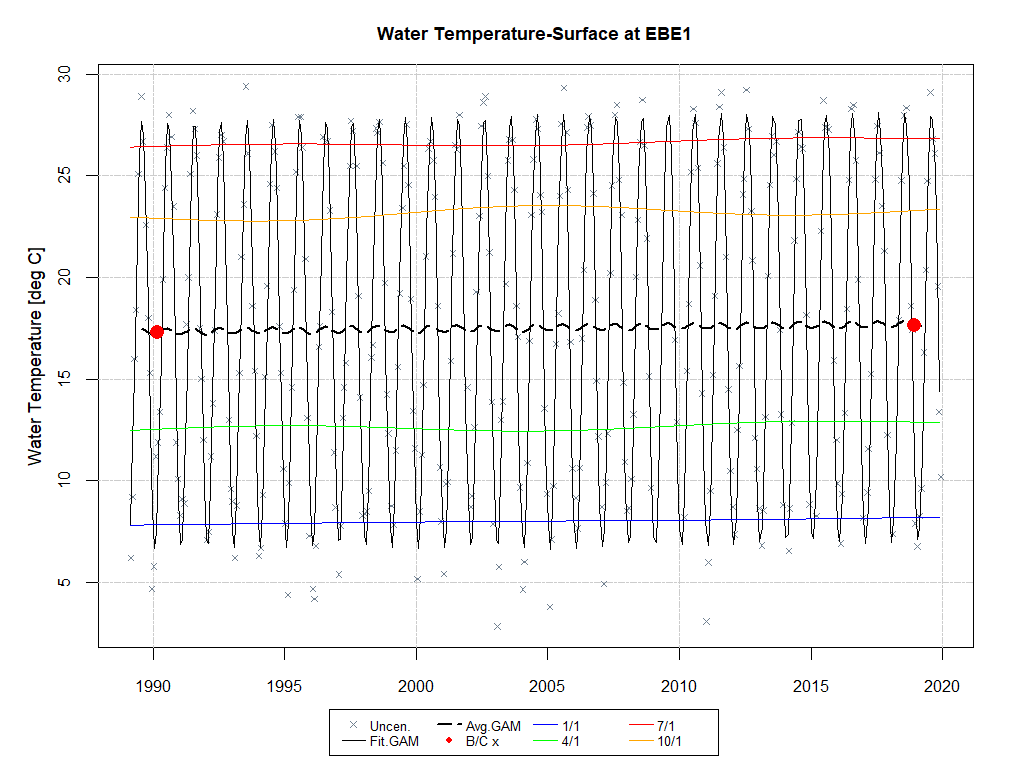 Water Temperature-Surface at EBE1
Water Temperature [deg C]
30
25
20
15
10
5
1990 1995 2000 2005 2010 2015 2020
Uncen. Avg.GAM 1/1 7/1
Fit.GAM B/C x 4/1 10/1